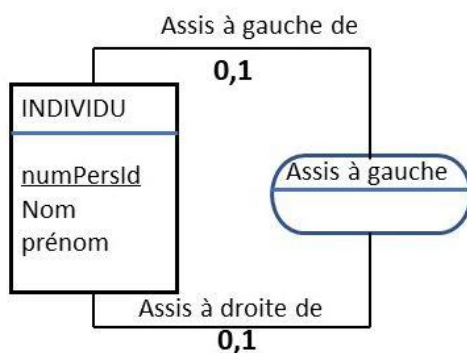 Assis à gauche de
0,1
INDIVIDU
numPersId
Nom
prénom
Assis à gauche
Assis à droite de
0,1